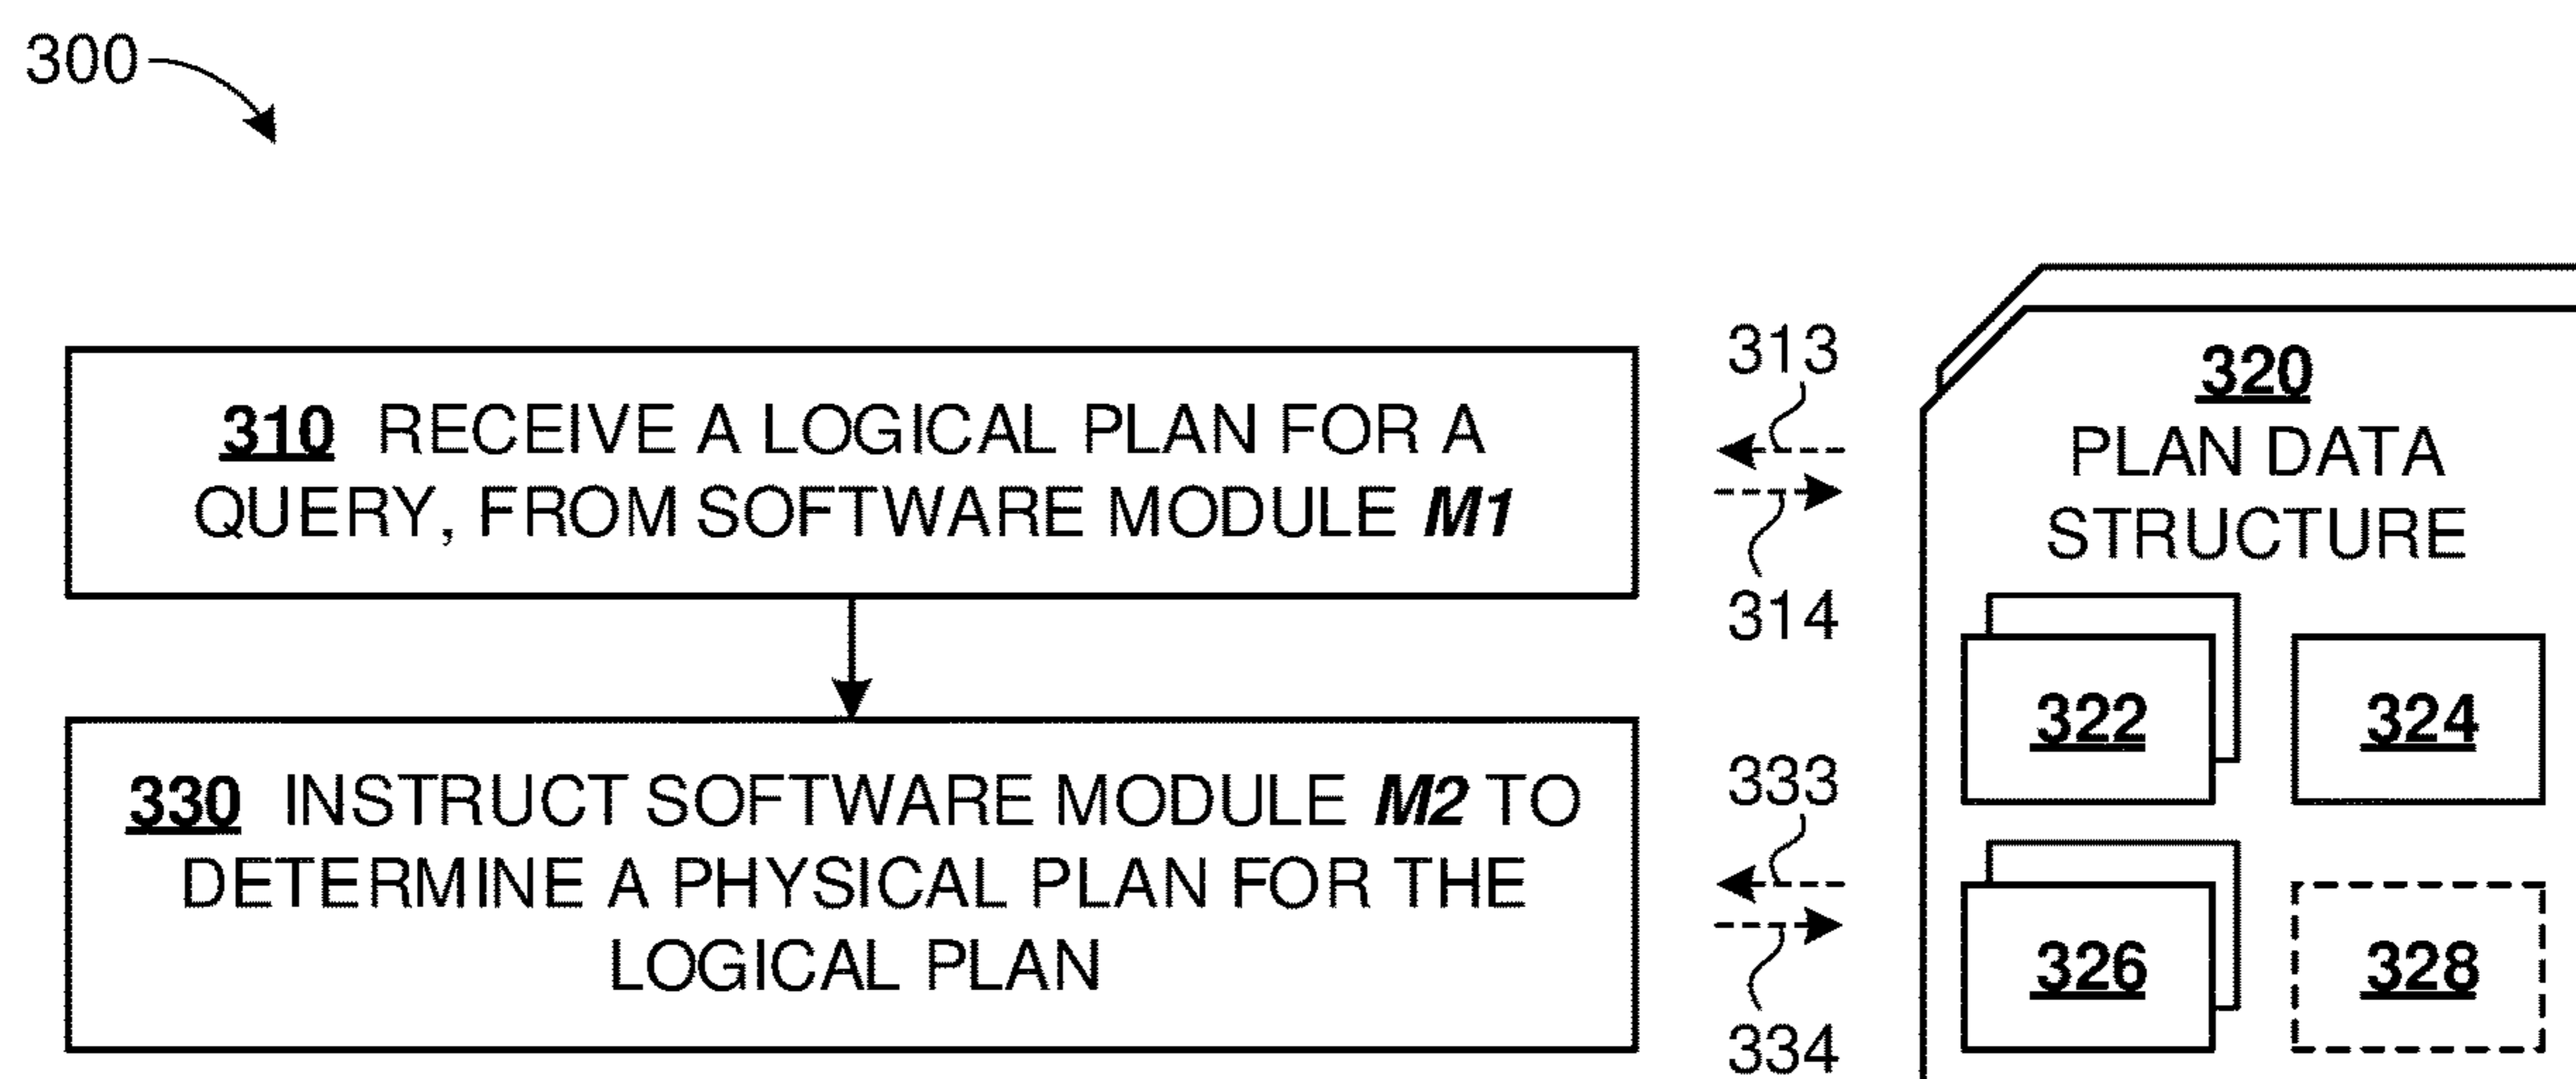 300
310 RECEIVE A LOGICAL PLAN FOR A
QUERY, FROM SOFTWARE MODULE M1
313
314
320
PLAN DATA
STRUCTURE
322
324
330 INSTRUCT SOFTWARE MODULE M2 TO
DETERMINE A PHYSICAL PLAN FOR THE
LOGICAL PLAN
333
334
326
328